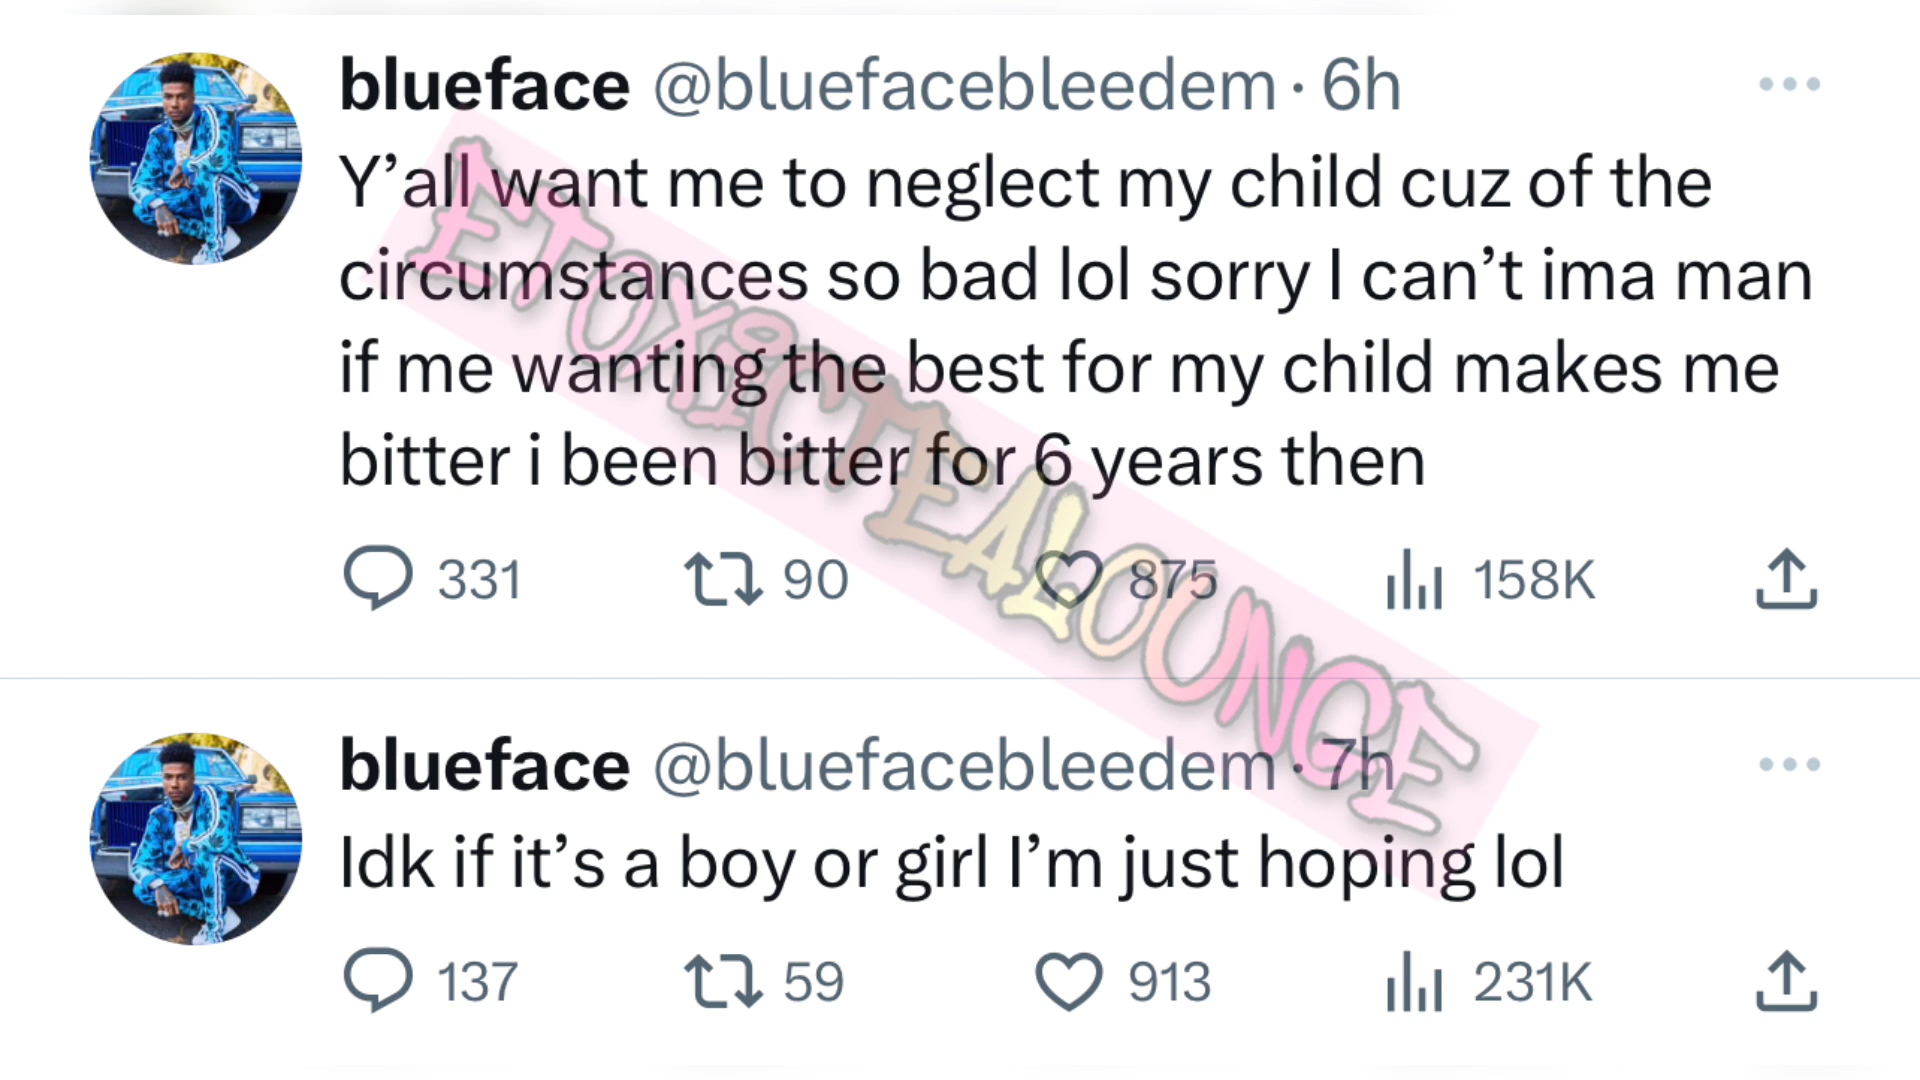 blueface @bluefacebleedem · 6h
Y’all want me to neglect my child cuz of the
circumstances so bad lol sorry I can’t ima man
if me wanting the best for my child makes me
bitter i been bitter for 6 years then
331 90 875 158K
ETOXICTEALOUNGE
blueface @bluefacebleedem · 7h
Idk if it’s a boy or girl I’m just hoping lol
137 59 913 231K